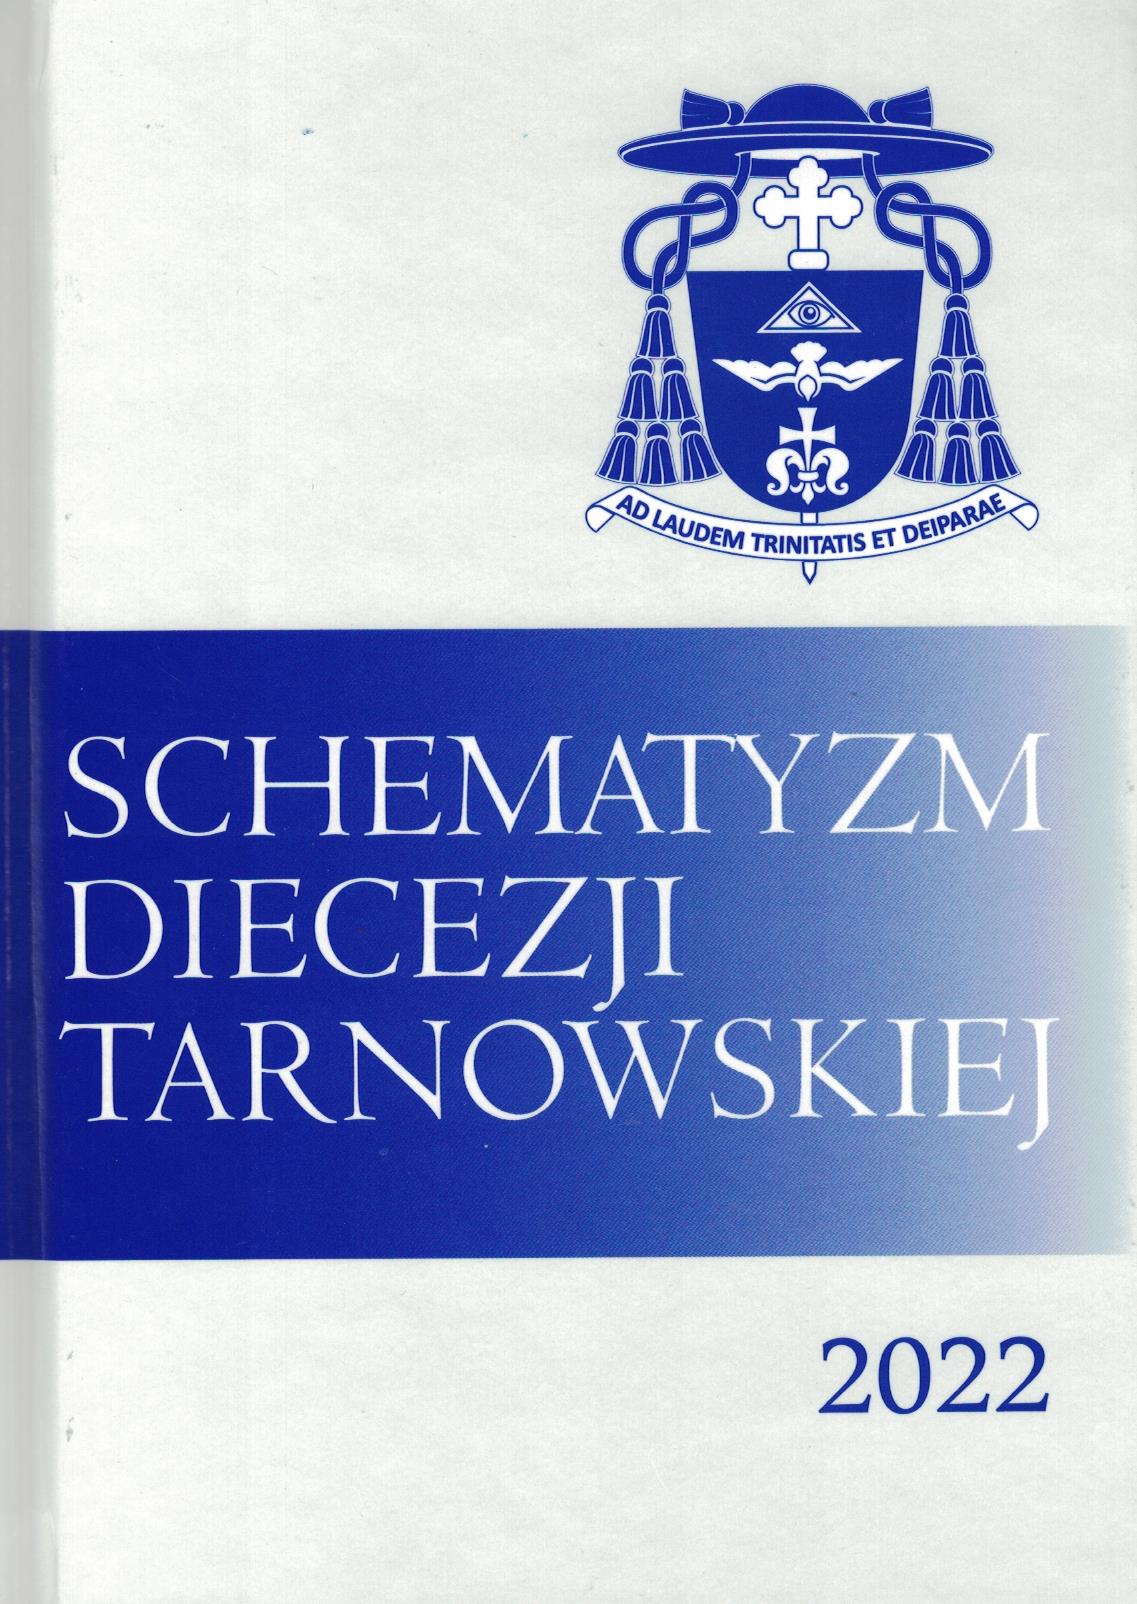 AD LAUDEM TRINITATIS ET DEIPARAE
SCHEMATYZM
DIECEZJI
TARNOWSKIEJ
2022